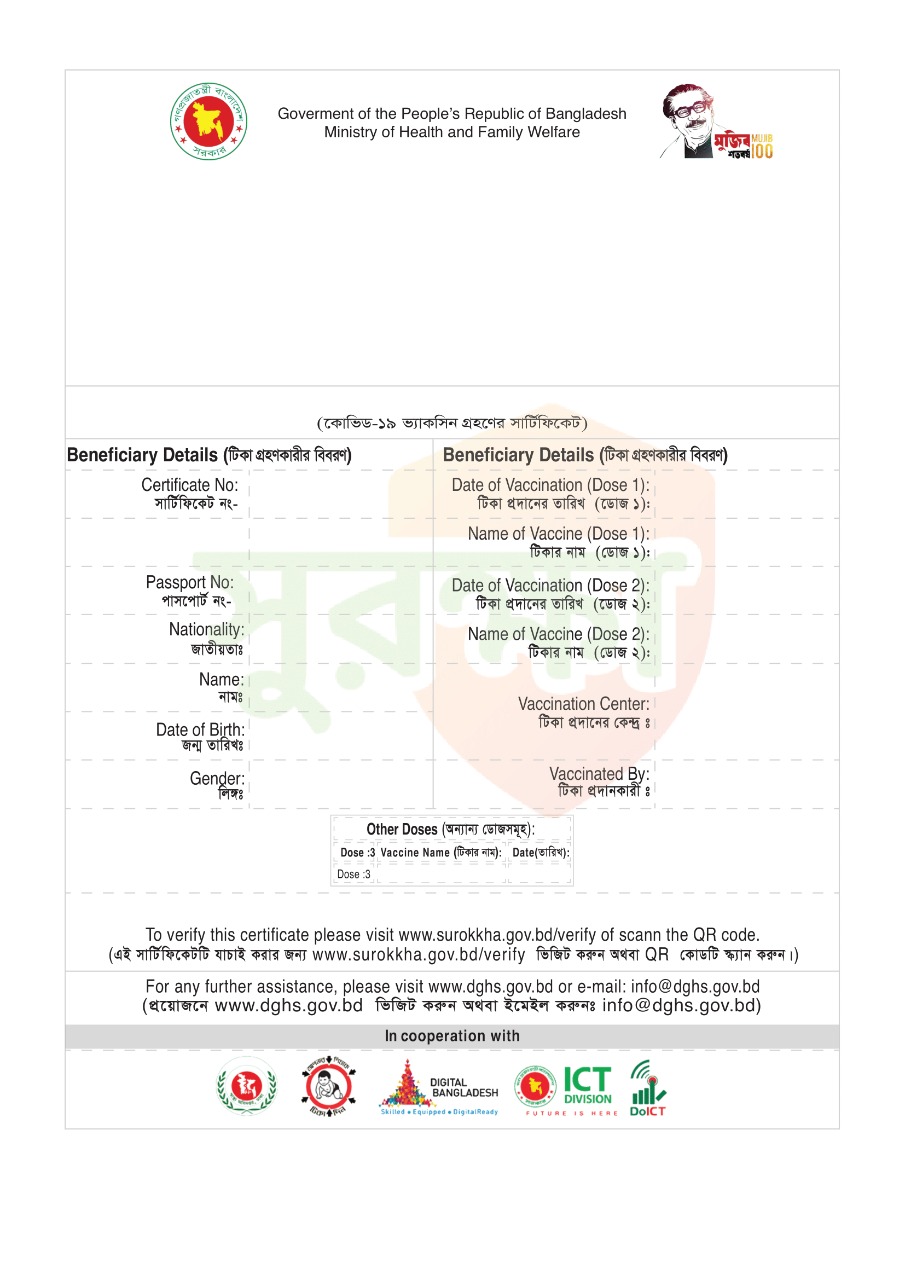 গণপ্রজাতন্ত্রী বাংলাদেশ
সরকার
Goverment of the People's Republic of Bangladesh
Ministry of Health and Family Welfare
মুজিব
শতবর্ষ
MUJIB
100
(কোভিড-১৯ ভ্যাকসিন গ্রহণের সার্টিফিকেট)
Beneficiary Details (টিকা গ্রহণকারীর বিবরণ)
Beneficiary Details (টিকা গ্রহণকারীর বিবরণ)
Certificate No:
সার্টিফিকেট নং-
Date of Vaccination (Dose 1):
টিকা প্রদানের তারিখ (ডোজ ১):
Name of Vaccine (Dose 1):
টিকার নাম (ডোজ ১):
সুরক্ষা
Passport No:
পাসপোর্ট নং-
Date of Vaccination (Dose 2):
টিকা প্রদানের তারিখ (ডোজ ২):
Nationality:
জাতীয়তাঃ
Name of Vaccine (Dose 2):
টিকার নাম (ডোজ ২):
Name:
নামঃ
Vaccination Center:
টিকা প্রদানের কেন্দ্র ঃ
Date of Birth:
জন্ম তারিখঃ
Gender:
লিঙ্গঃ
Vaccinated By:
টিকা প্রদানকারী ঃ
Other Doses (অন্যান্য ডোজসমূহ):
Dose :3 Vaccine Name (টিকার নাম): Date(তারিখ):
Dose :3
To verify this certificate please visit www.surokkha.gov.bd/verify of scann the QR code.
(এই সার্টিফিকেটটি যাচাই করার জন্য www.surokkha.gov.bd/verify ভিজিট করুন অথবা QR কোডটি স্ক্যান করুন।)
For any further assistance, please visit www.dghs.gov.bd or e-mail: info@dghs.gov.bd
(প্রয়োজনে www.dghs.gov.bd ভিজিট করুন অথবা ইমেইল করুনঃ info@dghs.gov.bd)
In cooperation with
DIGITAL
BANGLADESH
Skilled • Equipped • DigitalReady
ICT
DIVISION
FUTURE IS HERE
DoICT